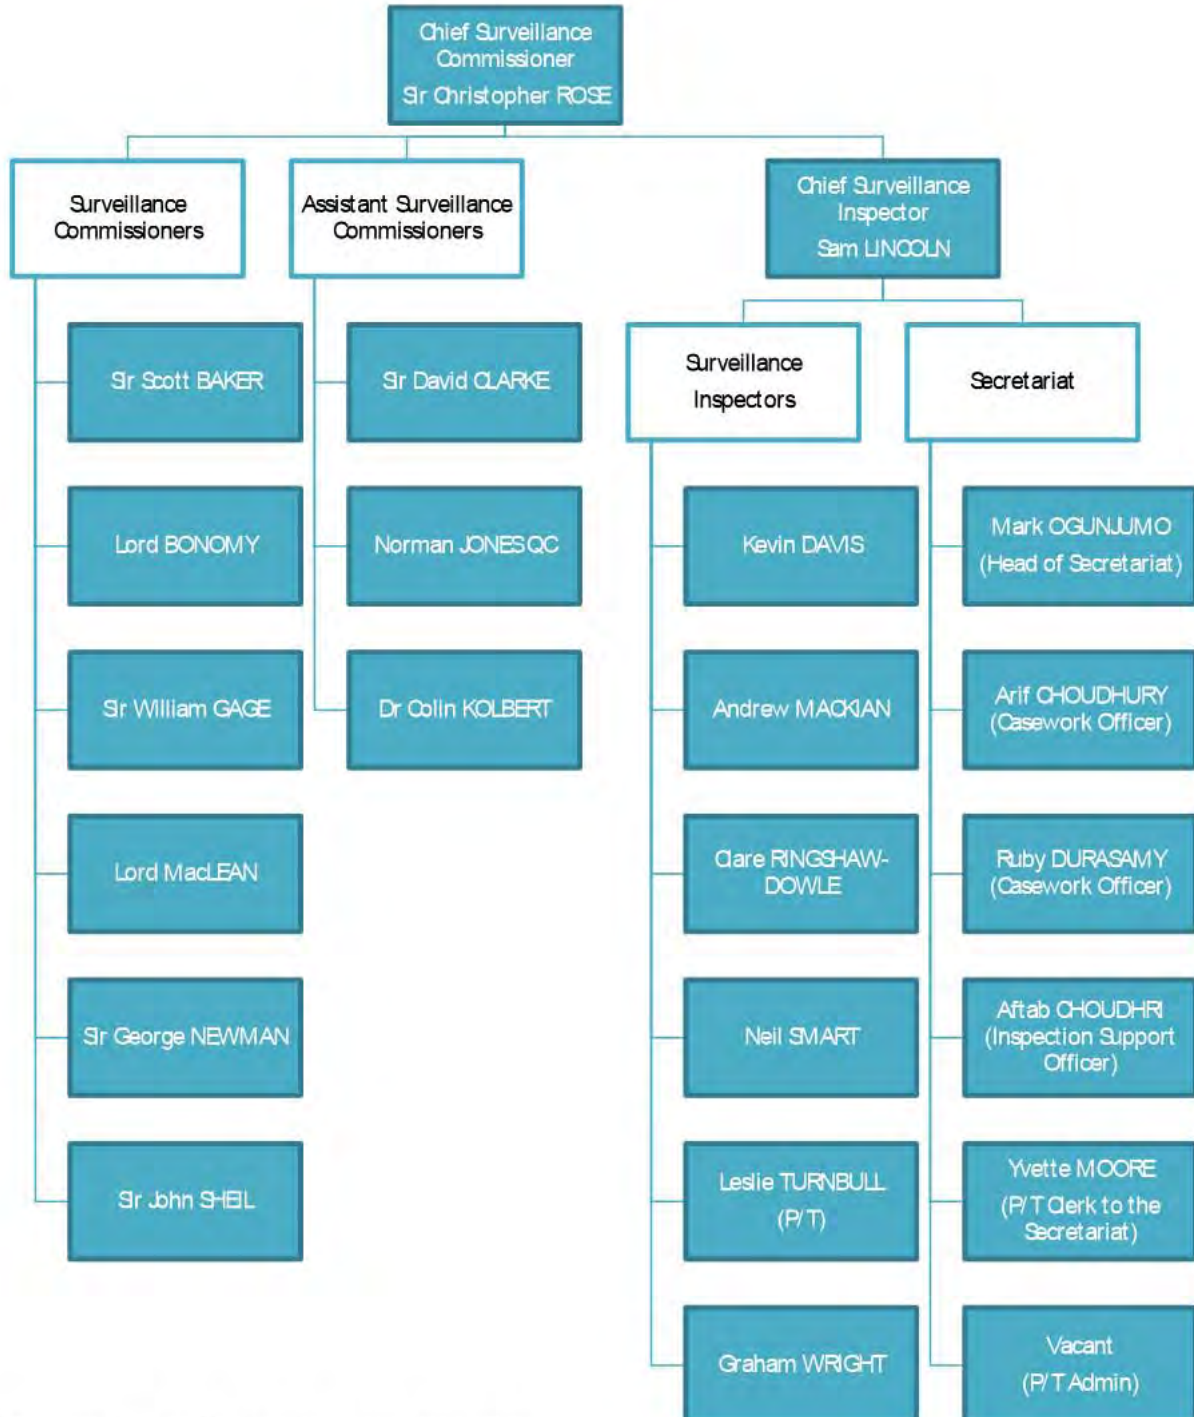 Chief Surveillance
Commissioner
Sir Christopher ROSE
Surveillance
Commissioners
Assistant Surveillance
Commissioners
Chief Surveillance
Inspector
Sam LINCOLN
Surveillance
Inspectors
Secretariat
Sir Scott BAKER
Lord BONOMY
Sir William GAGE
Lord MacLEAN
Sir George NEWMAN
Sir John SHEIL
Sir David CLARKE
Norman JONES QC
Dr Colin KOLBERT
Kevin DAVIS
Andrew MACKIAN
Clare RINGSHAW-
DOWLE
Neil SMART
Leslie TURNBULL
(P/T)
Graham WRIGHT
Mark OGUNJUMO
(Head of Secretariat)
Arif CHOUDHURY
(Casework Officer)
Ruby DURASAMY
(Casework Officer)
Aftab CHOUDHRI
(Inspection Support
Officer)
Yvette MOORE
(P/T Clerk to the
Secretariat)
Vacant
(P/T Admin)